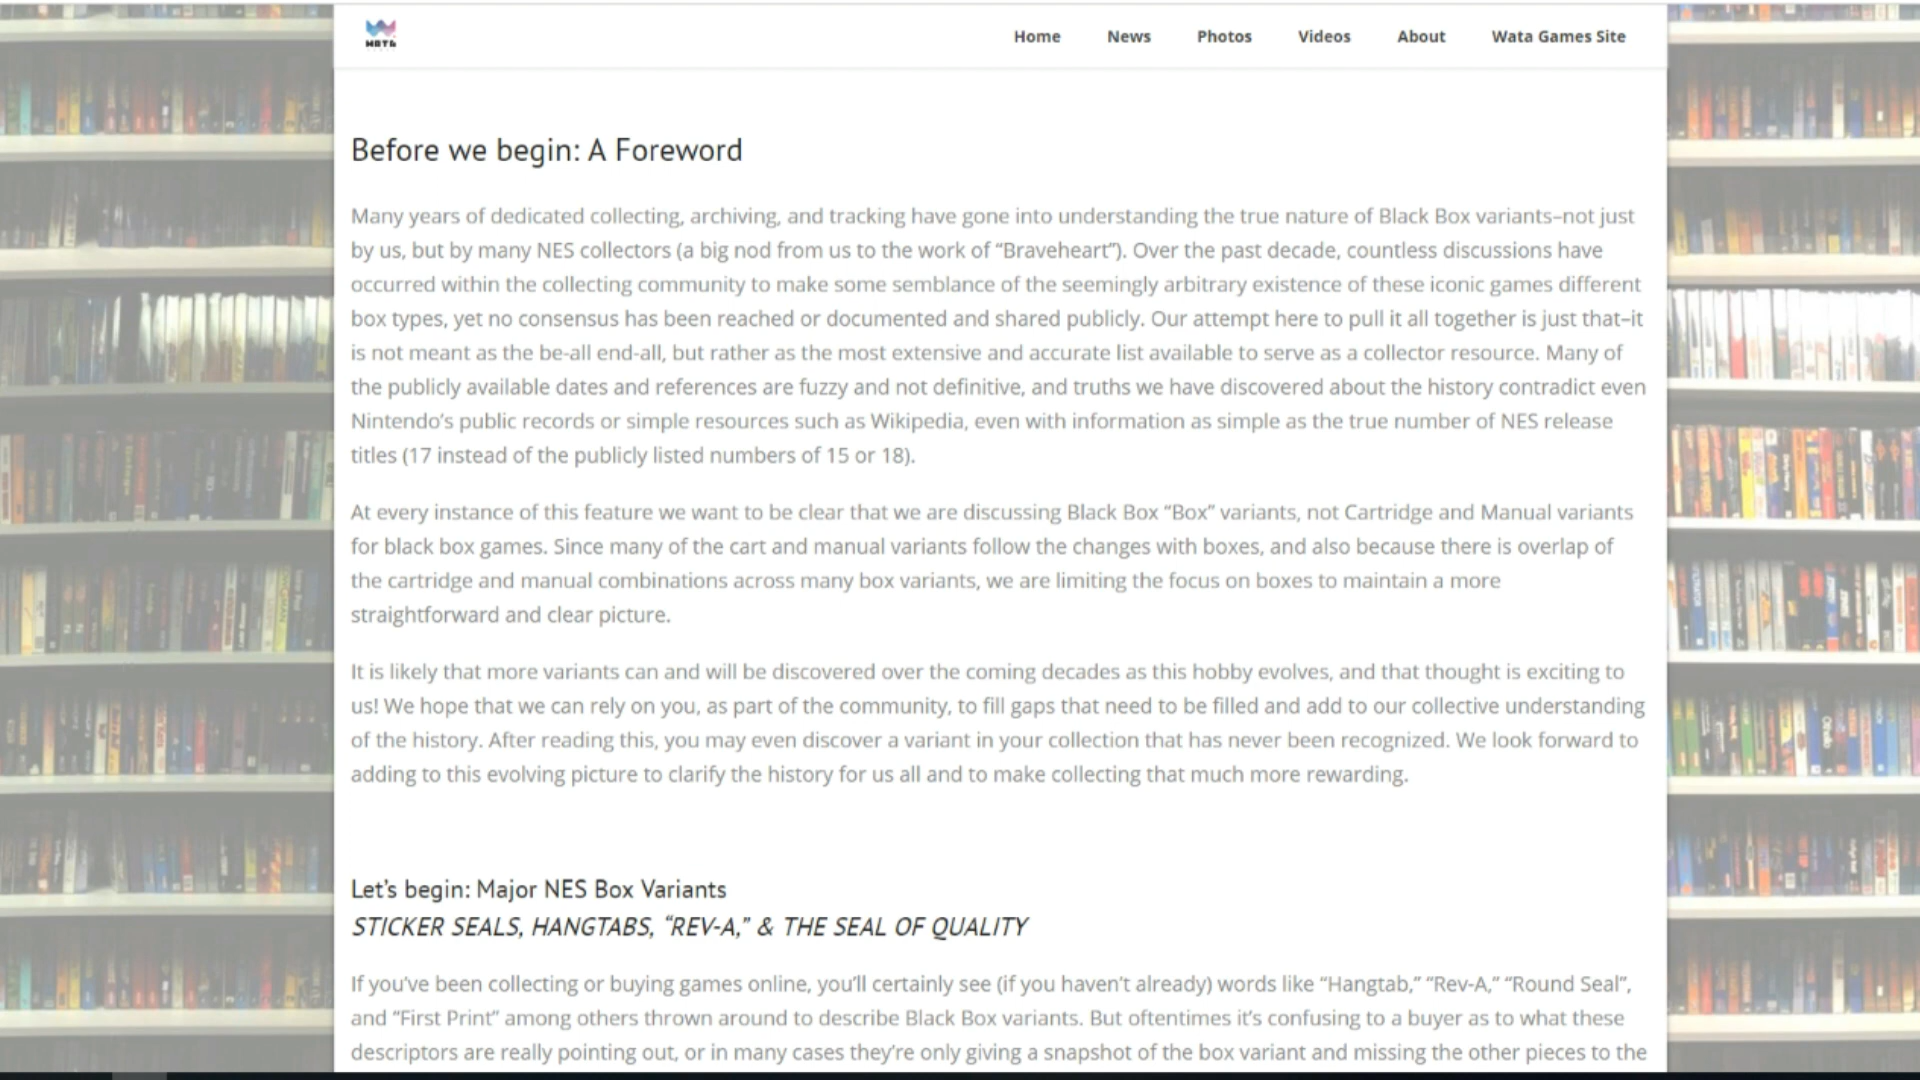 WATA
Home News Photos Videos About Wata Games Site
Before we begin: A Foreword
Many years of dedicated collecting, archiving, and tracking have gone into understanding the true nature of Black Box variants–not just
by us, but by many NES collectors (a big nod from us to the work of “Braveheart”). Over the past decade, countless discussions have
occurred within the collecting community to make some semblance of the seemingly arbitrary existence of these iconic games different
box types, yet no consensus has been reached or documented and shared publicly. Our attempt here to pull it all together is just that–it
is not meant as the be-all end-all, but rather as the most extensive and accurate list available to serve as a collector resource. Many of
the publicly available dates and references are fuzzy and not definitive, and truths we have discovered about the history contradict even
Nintendo’s public records or simple resources such as Wikipedia, even with information as simple as the true number of NES release
titles (17 instead of the publicly listed numbers of 15 or 18).
At every instance of this feature we want to be clear that we are discussing Black Box “Box” variants, not Cartridge and Manual variants
for black box games. Since many of the cart and manual variants follow the changes with boxes, and also because there is overlap of
the cartridge and manual combinations across many box variants, we are limiting the focus on boxes to maintain a more
straightforward and clear picture.
It is likely that more variants can and will be discovered over the coming decades as this hobby evolves, and that thought is exciting to
us! We hope that we can rely on you, as part of the community, to fill gaps that need to be filled and add to our collective understanding
of the history. After reading this, you may even discover a variant in your collection that has never been recognized. We look forward to
adding to this evolving picture to clarify the history for us all and to make collecting that much more rewarding.
Let’s begin: Major NES Box Variants
STICKER SEALS, HANGTABS, “REV-A,” & THE SEAL OF QUALITY
If you’ve been collecting or buying games online, you’ll certainly see (if you haven’t already) words like “Hangtab,” “Rev-A,” “Round Seal”,
and “First Print” among others thrown around to describe Black Box variants. But oftentimes it’s confusing to a buyer as to what these
descriptors are really pointing out, or in many cases they’re only giving a snapshot of the box variant and missing the other pieces to the